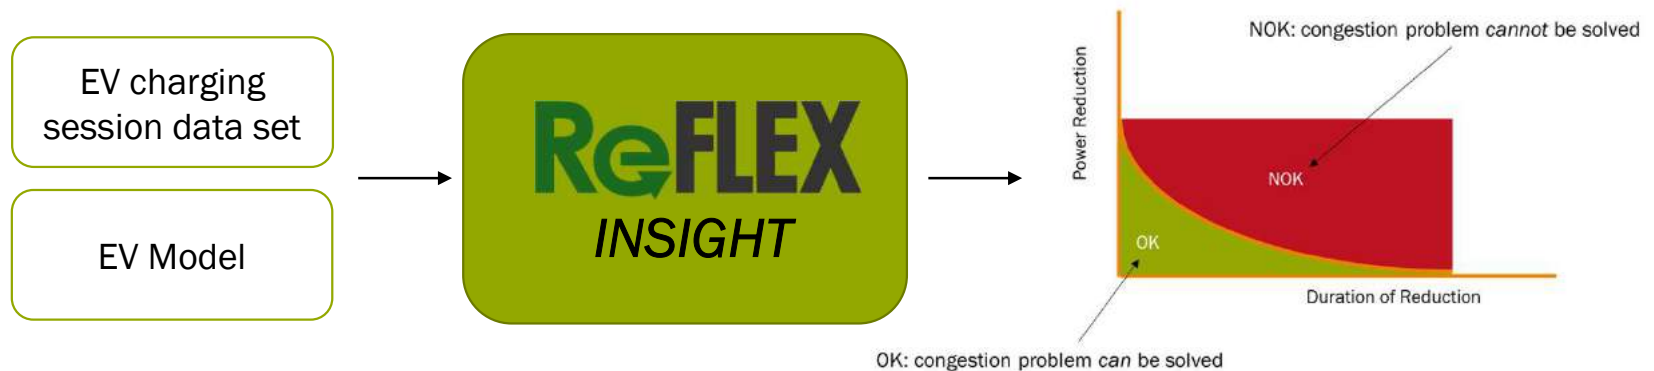 EV charging
session data set
EV Model
ReFLEX
INSIGHT
NOK: congestion problem cannot be solved
Power Reduction
NOK
OK
Duration of Reduction
OK: congestion problem can be solved